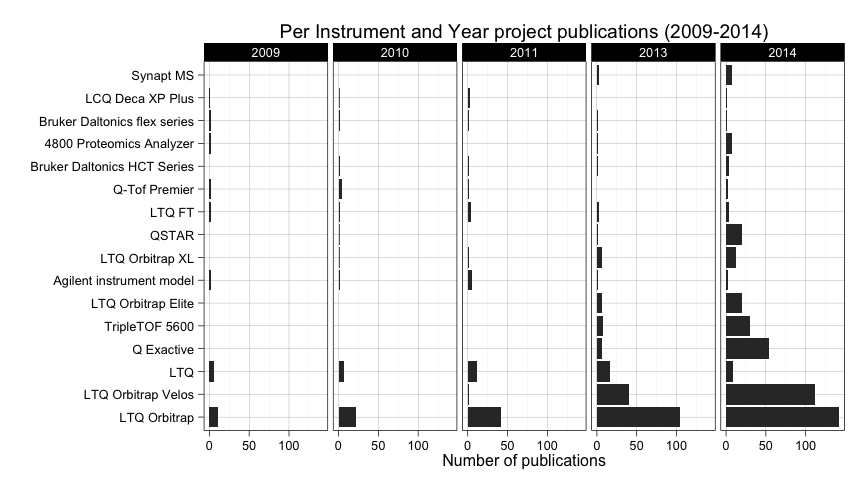 Per Instrument and Year project publications (2009-2014)
2009 2010 2011 2013 2014
Synapt MS
LCQ Deca XP Plus
Bruker Daltonics flex series
4800 Proteomics Analyzer
Bruker Daltonics HCT Series
Q-Tof Premier
LTQ FT
QSTAR
LTQ Orbitrap XL
Agilent instrument model
LTQ Orbitrap Elite
TripleTOF 5600
Q Exactive
LTQ
LTQ Orbitrap Velos
LTQ Orbitrap
0 50 100 0 50 100 0 50 100 0 50 100 0 50 100
Number of publications